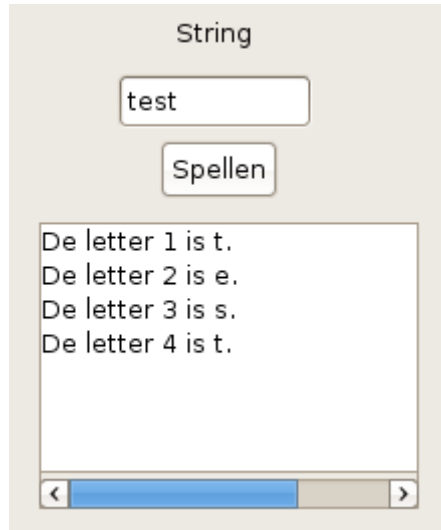 String
test
Spellen
De letter 1 is t.
De letter 2 is e.
De letter 3 is s.
De letter 4 is t.